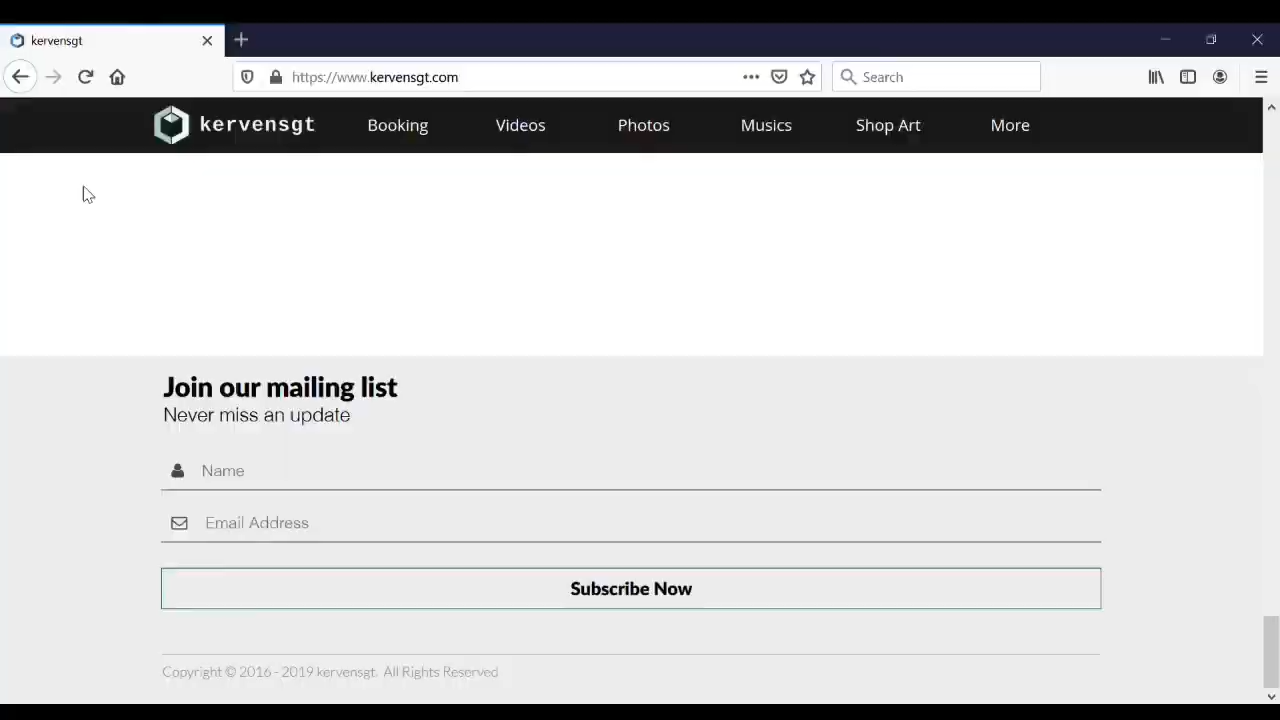 kervensgt
https://www.kervensgt.com
Search
kervensgt Booking Videos Photos Musics Shop Art More
Join our mailing list
Never miss an update
Name
Email Address
Subscribe Now
Copyright © 2016 - 2019 kervensgt. All Rights Reserved